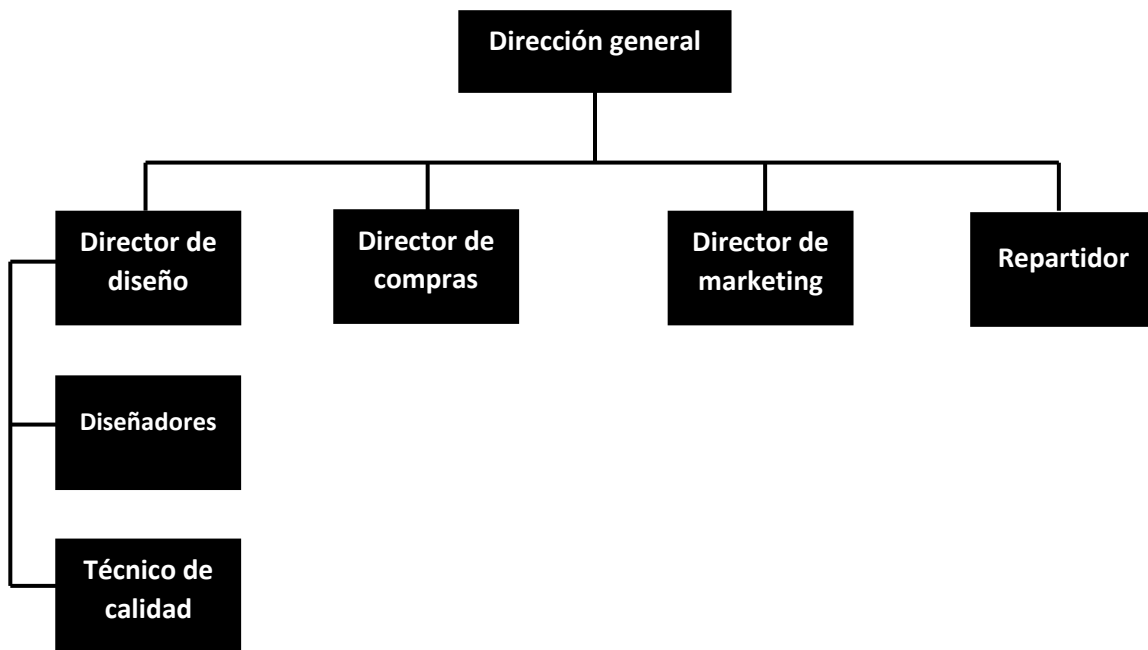 Dirección general
Director de
diseño
Director de
compras
Director de
marketing
Repartidor
Diseñadores
Técnico de
calidad